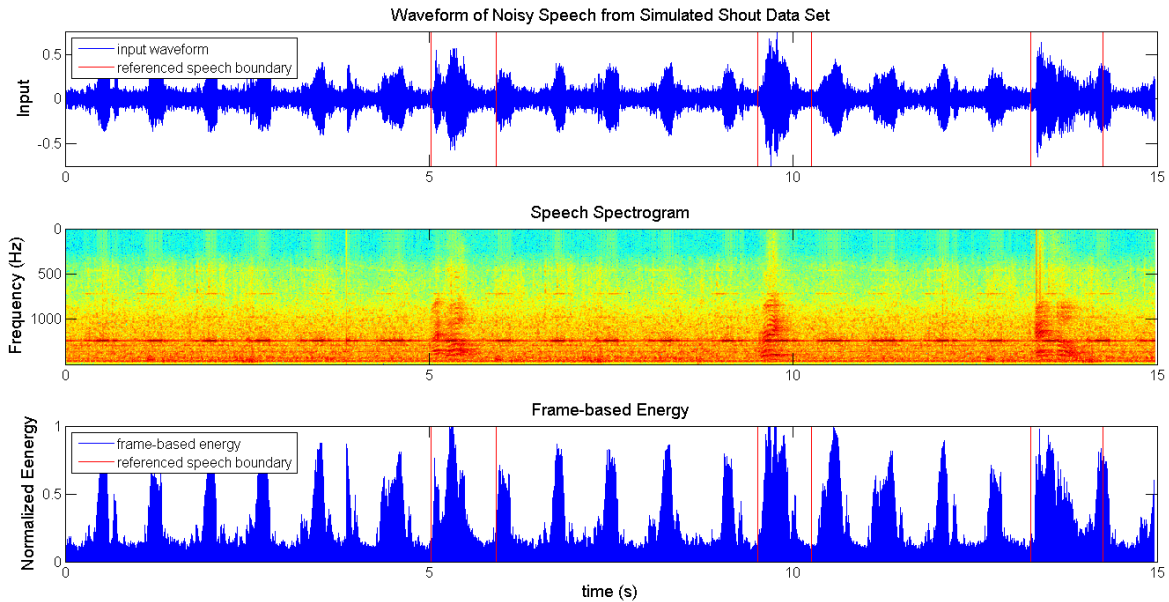 Waveform of Noisy Speech from Simulated Shout Data Set
input waveform
referenced speech boundary
Input
0.5
0
-0.5
0
5
10
15
Speech Spectrogram
Frequency (Hz)
0
500
1000
0
5
10
15
Frame-based Energy
frame-based energy
referenced speech boundary
Normalized Eenergy
1
0.5
0
0
5
10
15
time (s)